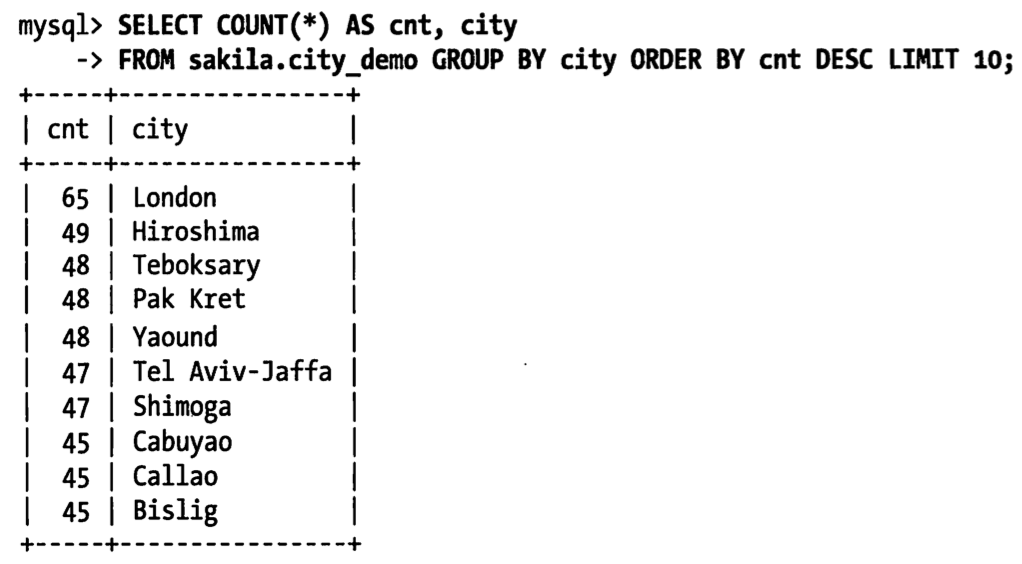 mysql> SELECT COUNT(*) AS cnt, city
    -> FROM sakila.city_demo GROUP BY city ORDER BY cnt DESC LIMIT 10;
+-----+----------------+
| cnt | city           |
+-----+----------------+
|  65 | London         |
|  49 | Hiroshima      |
|  48 | Teboksary      |
|  48 | Pak Kret       |
|  48 | Yaound         |
|  47 | Tel Aviv-Jaffa |
|  47 | Shimoga        |
|  45 | Cabuyao        |
|  45 | Callao         |
|  45 | Bislig         |
+-----+----------------+